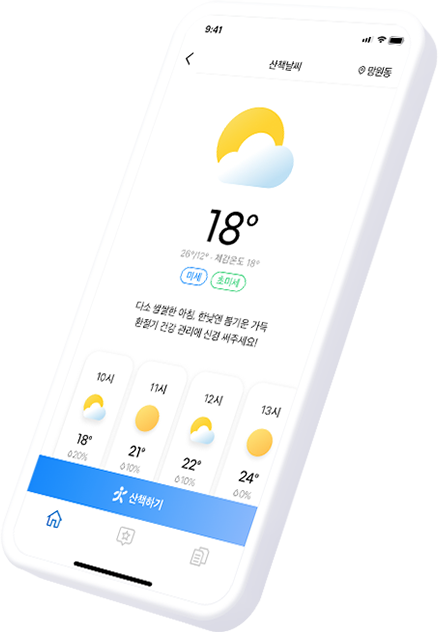 9:41
산책날씨
망원동
18°
26°/12° · 체감온도 18°
미세
초미세
다소 쌀쌀한 아침, 한낮엔 봄기운 가득
환절기 건강 관리에 신경 써주세요!
10시 11시 12시 13시
18° 21° 22° 24°
20% 10% 10% 0%
산책하기